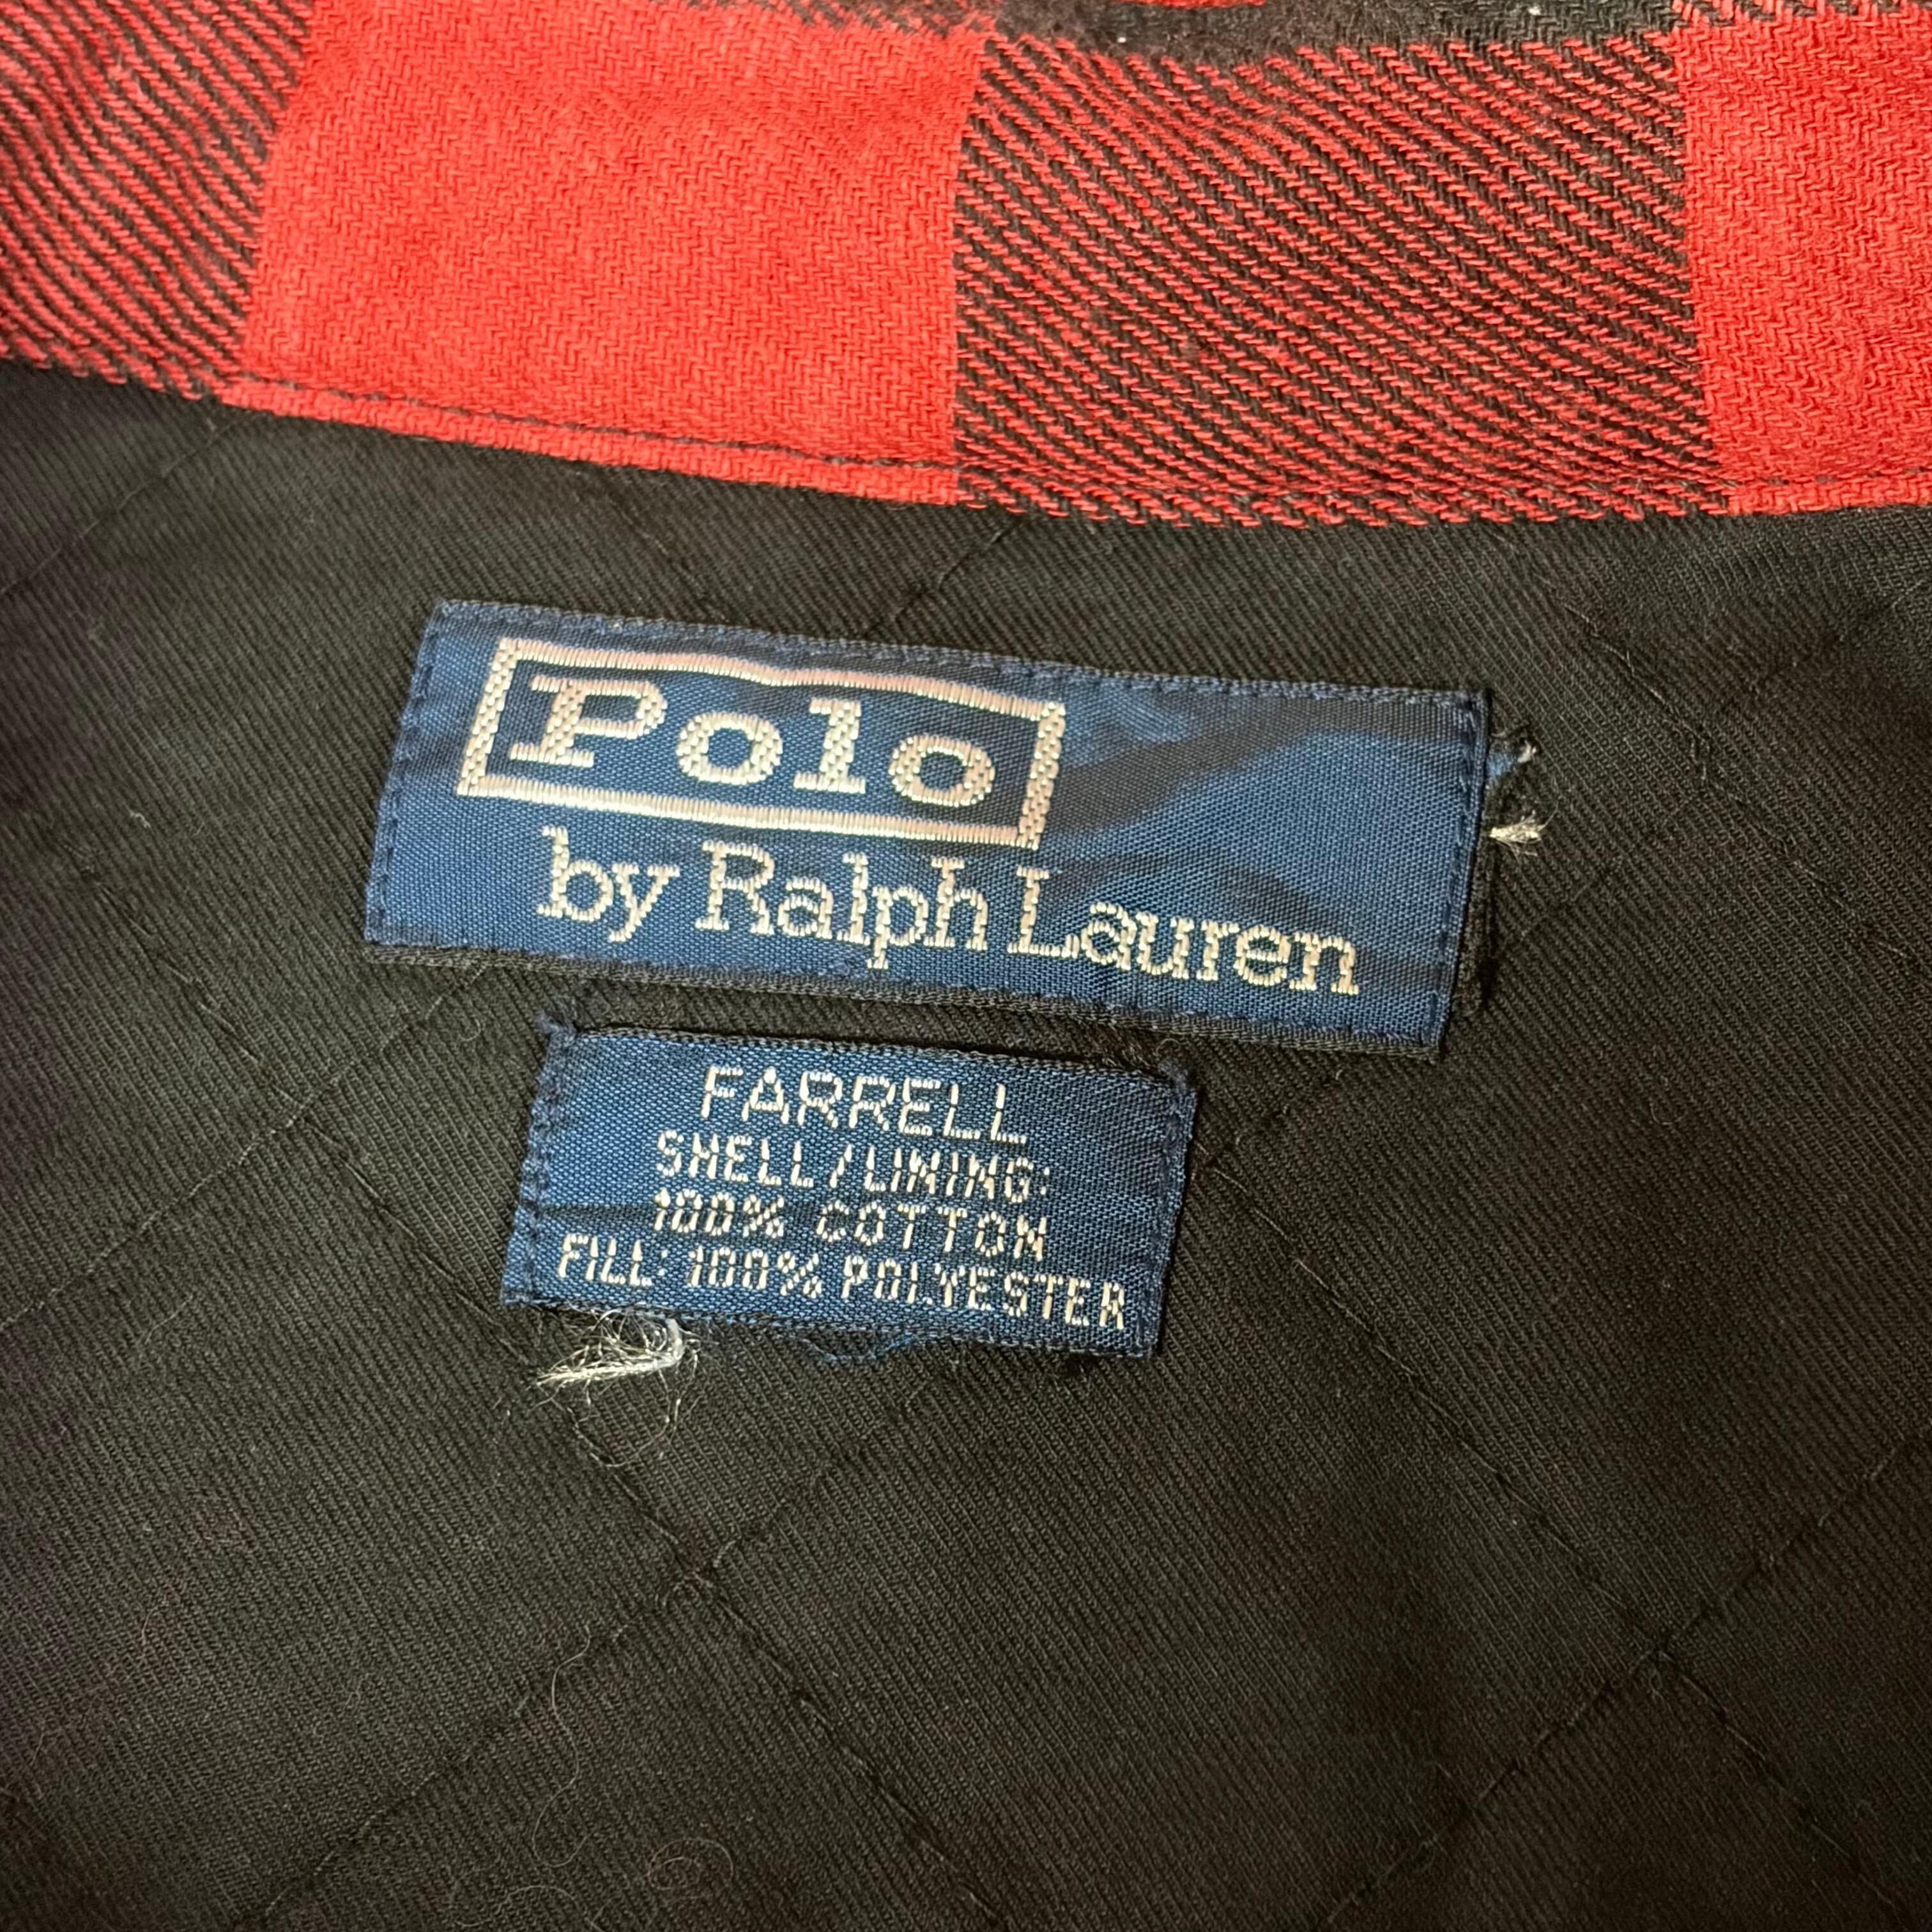 Polo
by Ralph Lauren
FARRELL
SHELL/LINING:
100% COTTON
FILL: 100% POLYESTER